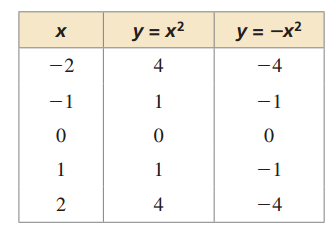 x y = x² y = −x²
−2 4 −4
−1 1 −1
0 0 0
1 1 −1
2 4 −4